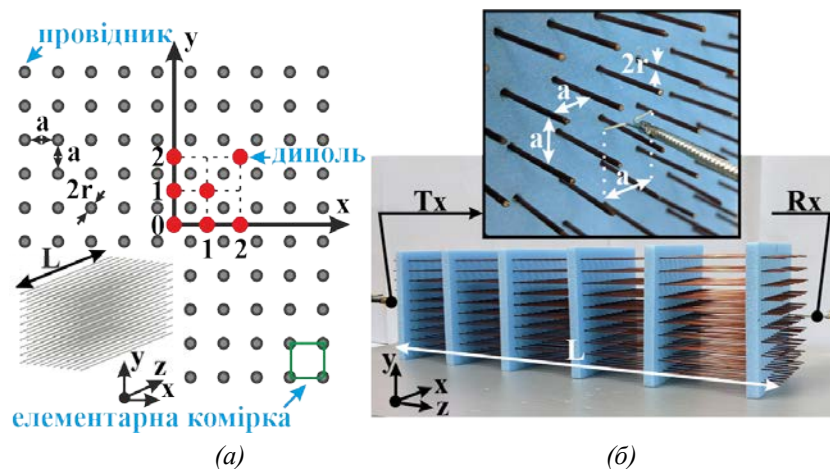 провідник
y
a
a
2
диполь
2r
1
x
0
1
2
L
y
z
x
елементарна комірка
(а)
2r
a
a
a
Tx
Rx
L
y
x
z
(б)